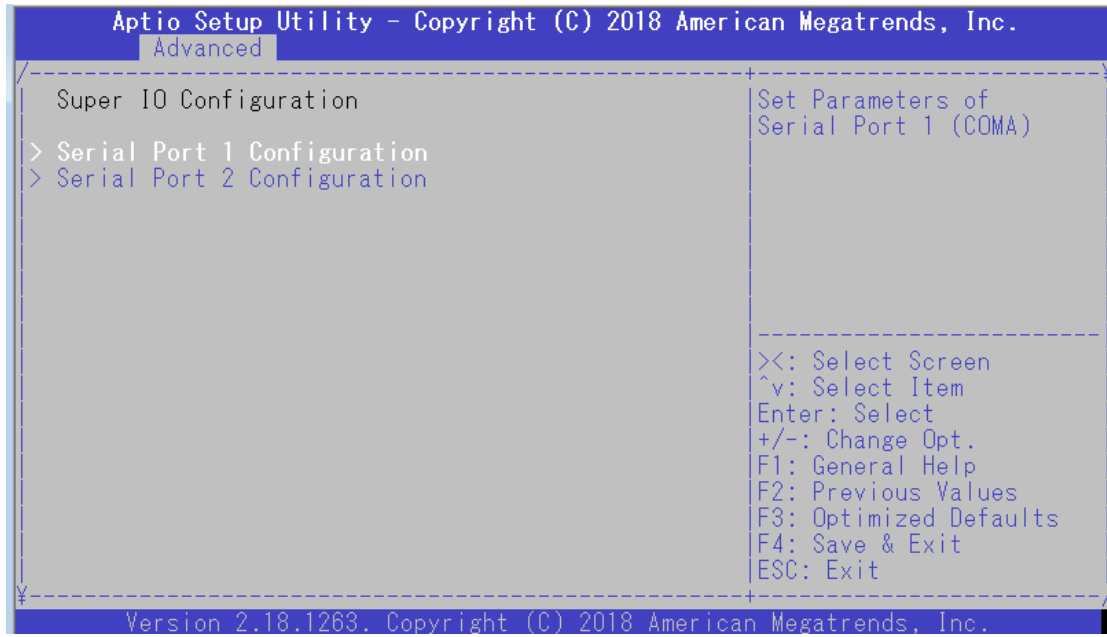 Aptio Setup Utility - Copyright (C) 2018 American Megatrends, Inc.
Advanced
Super IO Configuration
> Serial Port 1 Configuration
> Serial Port 2 Configuration
Set Parameters of
Serial Port 1 (COMA)
><: Select Screen
^v: Select Item
Enter: Select
+/-: Change Opt.
F1: General Help
F2: Previous Values
F3: Optimized Defaults
F4: Save & Exit
ESC: Exit
Version 2.18.1263. Copyright (C) 2018 American Megatrends, Inc.